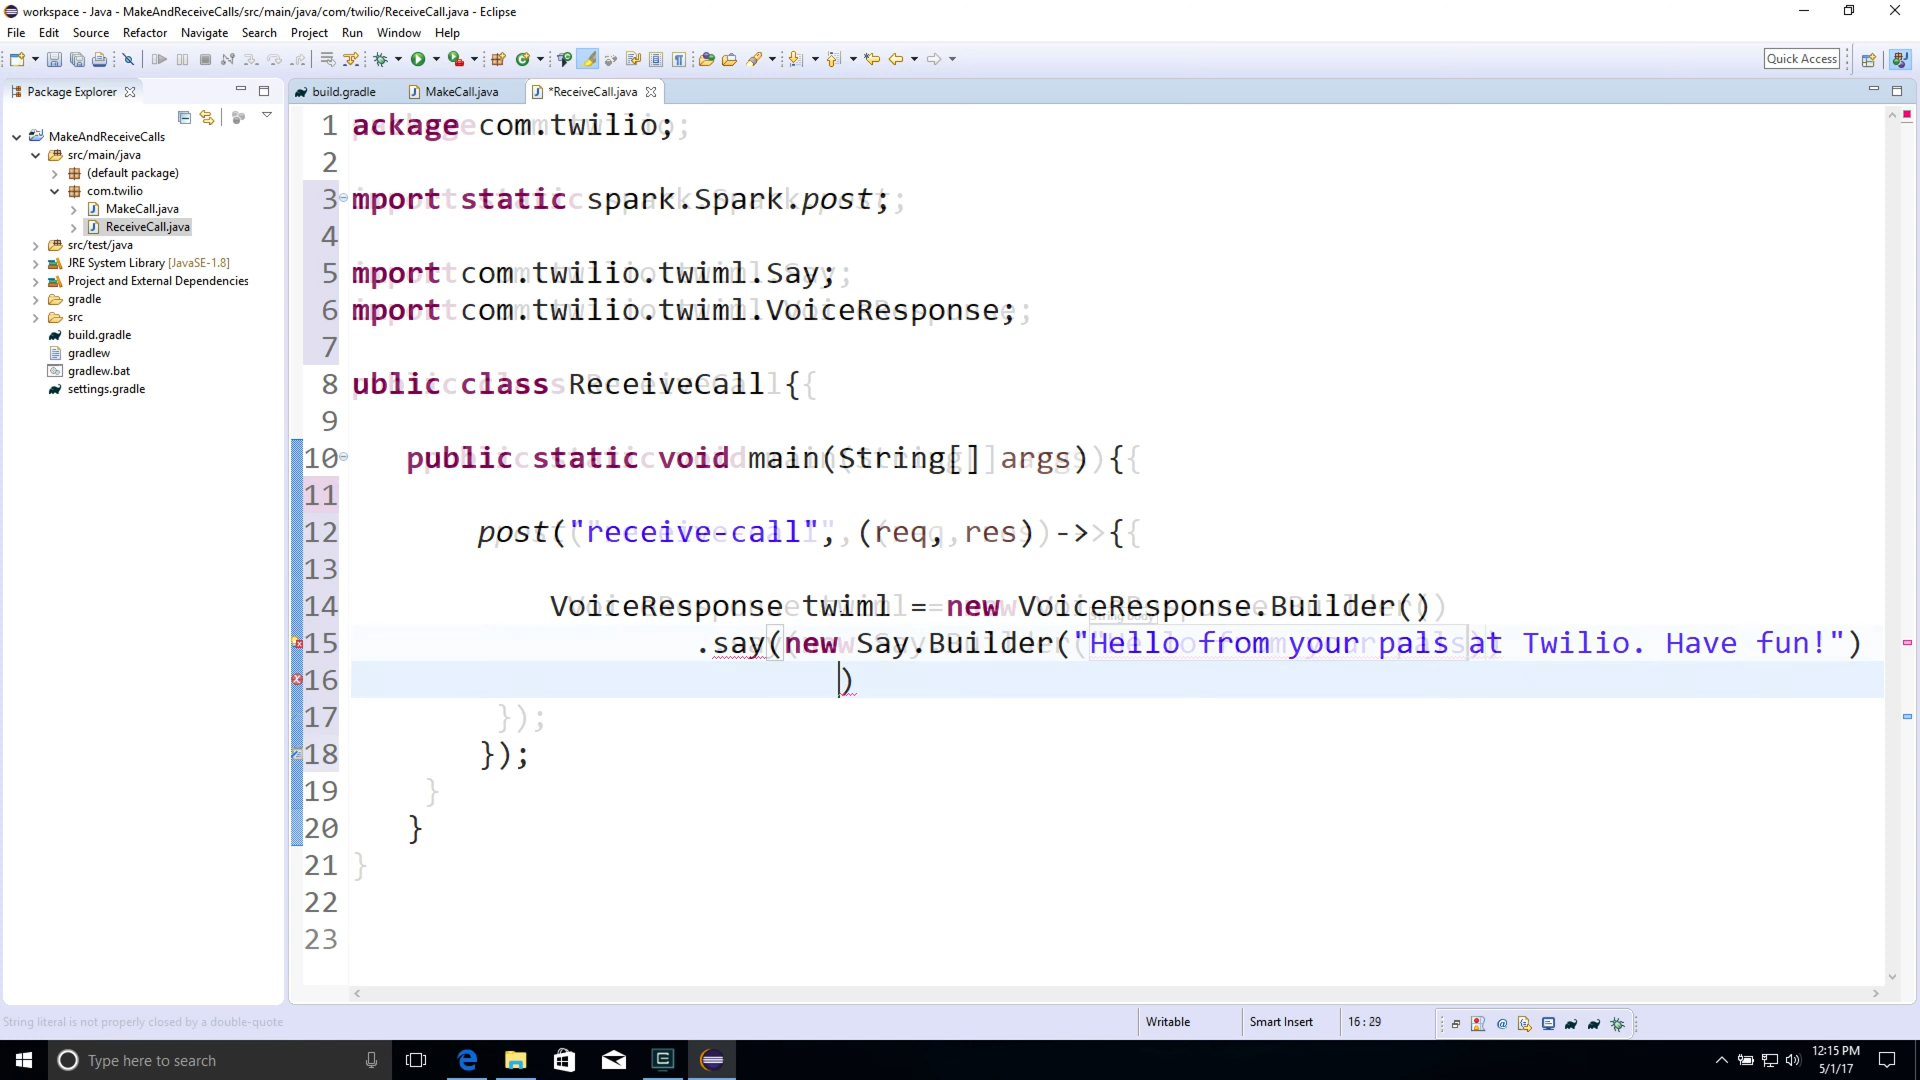 workspace - Java - MakeAndReceiveCalls/src/main/java/com/twilio/ReceiveCall.java - Eclipse
File Edit Source Refactor Navigate Search Project Run Window Help
Quick Access
Package Explorer
build.gradle MakeCall.java *ReceiveCall.java
MakeAndReceiveCalls
src/main/java
(default package)
com.twilio
MakeCall.java
ReceiveCall.java
src/test/java
JRE System Library [JavaSE-1.8]
Project and External Dependencies
gradle
src
build.gradle
gradlew
gradlew.bat
settings.gradle
1 ackage com.twilio;
2
3 mport static spark.Spark.post;
4
5 mport com.twilio.twiml.Say;
6 mport com.twilio.twiml.VoiceResponse;
7
8 ublic class ReceiveCall {
9
10 public static void main(String[] args) {
11
12 post("receive-call", (req, res) -> {
13
14 VoiceResponse twiml = new VoiceResponse.Builder()
15 .say(new Say.Builder("Hello from your pals at Twilio. Have fun!")
16 )
17 });
18 });
19 }
20 }
21 }
22
23
String literal is not properly closed by a double-quote
Writable Smart Insert 16 : 29
Type here to search
12:15 PM
5/1/17